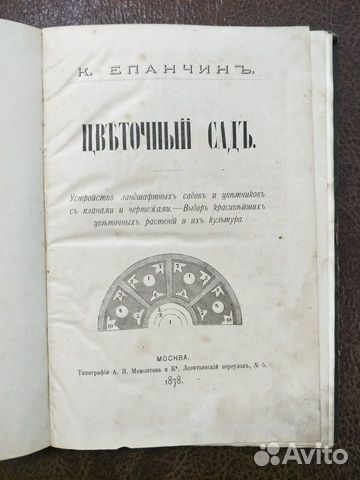 К. ЕПАНЧИНЪ.
ЦВѢТОЧНЫЙ САДЪ.
Устройство ландшафтныхъ садовъ и цвѣтниковъ
съ планами и чертежами.—Выборъ красивѣйшихъ
цвѣточныхъ растеній и ихъ культура.
МОСКВА.
Типографія А. И. Мамонтова и Кº, Леонтьевскій переулокъ, № 5.
1878.
Avito